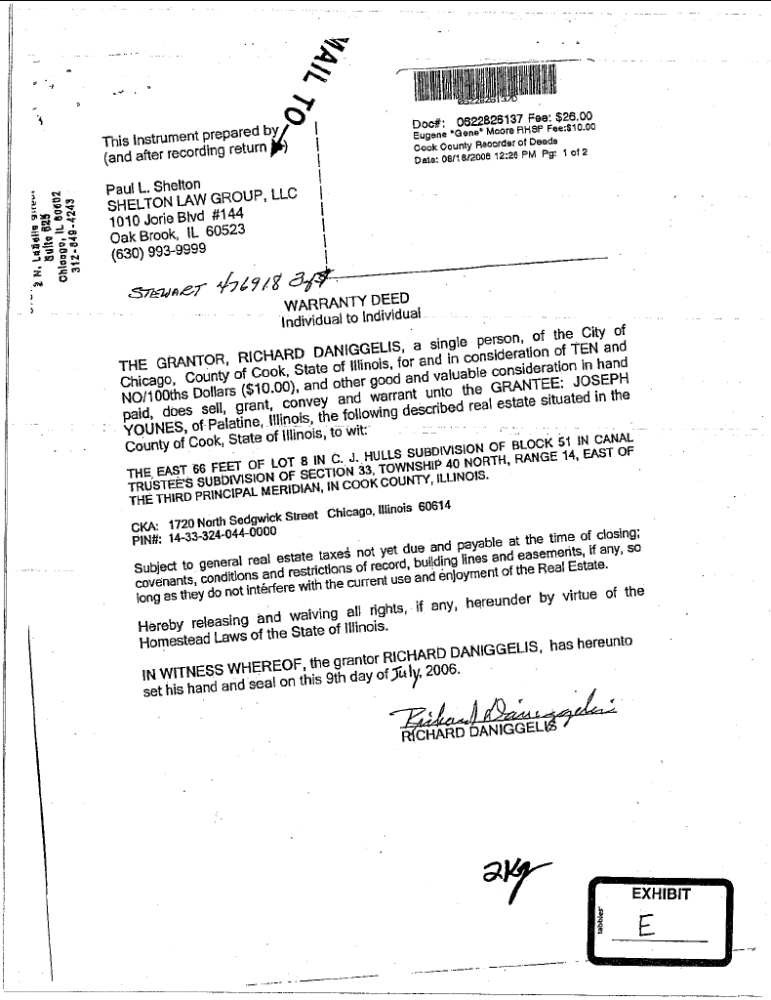 MAIL TO
This Instrument prepared by
(and after recording return
Paul L. Shelton
SHELTON LAW GROUP, LLC
1010 Jorie Blvd #144
Oak Brook, IL 60523
(630) 993-9999
Doc#: 0622826137 Fee: $26.00
Eugene "Gene" Moore RHSP Fee:$10.00
Cook County Recorder of Deeds
Date: 08/16/2006 12:26 PM Pg: 1 of 2
Suite 625
Chicago, IL 60602
312-849-4243
STEWART 476918
WARRANTY DEED
Individual to Individual
THE GRANTOR, RICHARD DANIGGELIS, a single person, of the City of
Chicago, County of Cook, State of Illinois, for and in consideration of TEN and
NO/100ths Dollars ($10.00), and other good and valuable consideration in hand
paid, does sell, grant, convey and warrant unto the GRANTEE: JOSEPH
YOUNES, of Palatine, Illinois, the following described real estate situated in the
County of Cook, State of Illinois, to wit:
THE EAST 66 FEET OF LOT 8 IN C. J. HULLS SUBDIVISION OF BLOCK 51 IN CANAL
TRUSTEE'S SUBDIVISION OF SECTION 33, TOWNSHIP 40 NORTH, RANGE 14, EAST OF
THE THIRD PRINCIPAL MERIDIAN, IN COOK COUNTY, ILLINOIS.
CKA: 1720 North Sedgwick Street Chicago, Illinois 60614
PIN#: 14-33-324-044-0000
Subject to general real estate taxes not yet due and payable at the time of closing;
covenants, conditions and restrictions of record, building lines and easements, if any, so
long as they do not interfere with the current use and enjoyment of the Real Estate.
Hereby releasing and waiving all rights, if any, hereunder by virtue of the
Homestead Laws of the State of Illinois.
IN WITNESS WHEREOF, the grantor RICHARD DANIGGELIS, has hereunto
set his hand and seal on this 9th day of July, 2006.
Richard Daniggelis
RICHARD DANIGGELIS
EXHIBIT
E
tabbies'